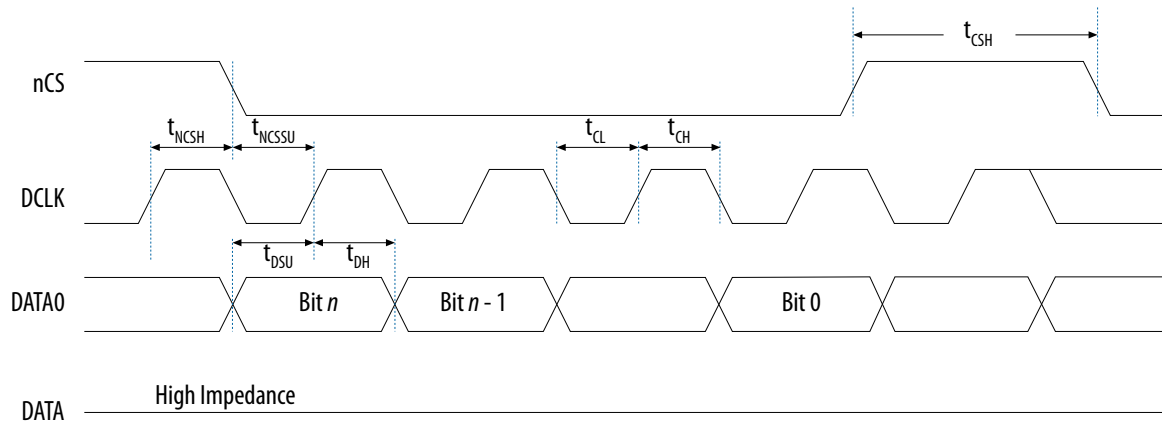 t_CSH
nCS
t_NCSH t_NCSSU t_CL t_CH
DCLK
t_DSU t_DH
DATA0 Bit n Bit n - 1 Bit 0
High Impedance
DATA